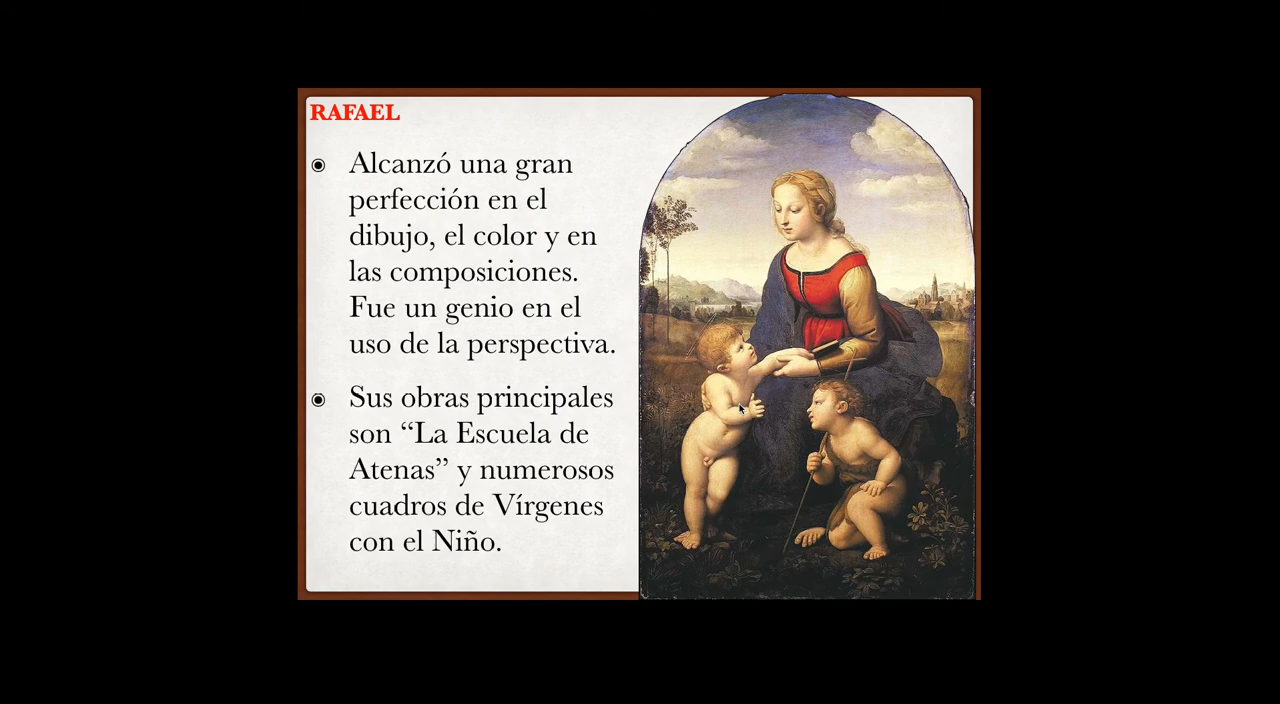 RAFAEL
Alcanzó una gran
perfección en el
dibujo, el color y en
las composiciones.
Fue un genio en el
uso de la perspectiva.
Sus obras principales
son “La Escuela de
Atenas” y numerosos
cuadros de Vírgenes
con el Niño.